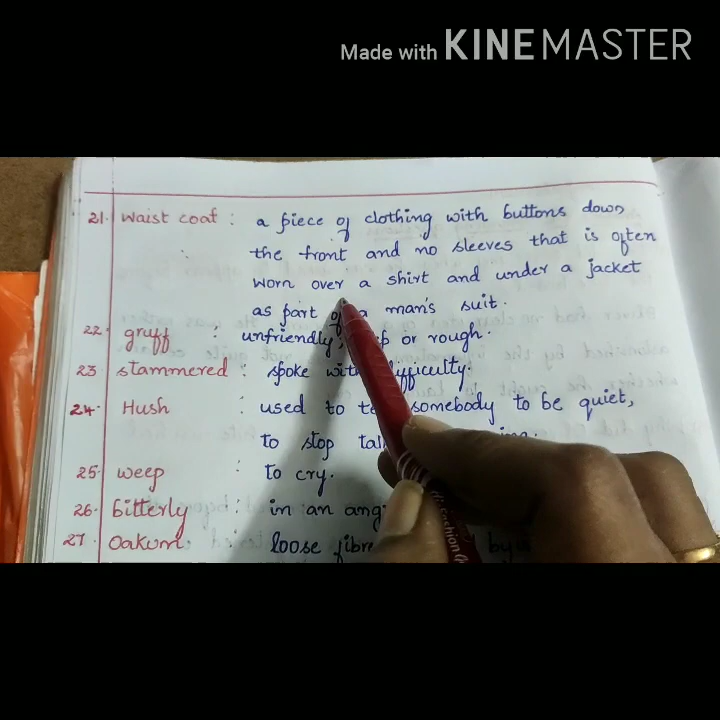 Made with KINEMASTER
21. Waist coat : a piece of clothing with buttons down
the front and no sleeves that is often
worn over a shirt and under a jacket
as part of a man's suit.
22. gruff : unfriendly, or rough.
23. stammered : spoke with difficulty.
24. Hush : used to somebody to be quiet,
to stop
25. weep : to cry.
26. bitterly : in an
27. Oakum : loose